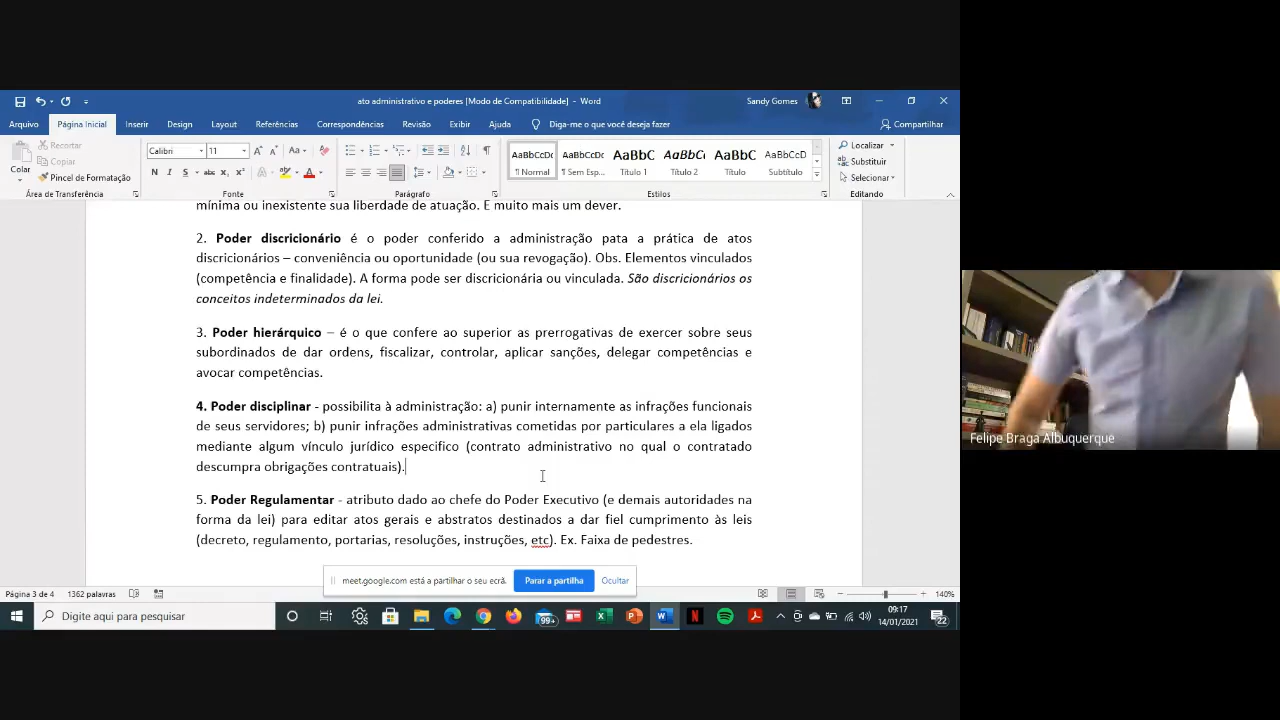 ato administrativo e poderes [Modo de Compatibilidade] - Word
Sandy Gomes
Arquivo Página Inicial Inserir Design Layout Referências Correspondências Revisão Exibir Ajuda Diga-me o que você deseja fazer Compartilhar
Colar
Recortar
Copiar
Pincel de Formatação
Área de Transferência
Calibri 11
N I S abc x₂ x²
Fonte
Parágrafo
AaBbCcDc AaBbCcDc AaBbC AaBbCc AaBbC AaBbCcD
¶ Normal ¶ Sem Esp... Título 1 Título 2 Título Subtítulo
Estilos
Localizar
Substituir
Selecionar
Editando
mínima ou inexistente sua liberdade de atuação. E muito mais um dever.
2. Poder discricionário é o poder conferido a administração pata a prática de atos
discricionários – conveniência ou oportunidade (ou sua revogação). Obs. Elementos vinculados
(competência e finalidade). A forma pode ser discricionária ou vinculada. São discricionários os
conceitos indeterminados da lei.
3. Poder hierárquico – é o que confere ao superior as prerrogativas de exercer sobre seus
subordinados de dar ordens, fiscalizar, controlar, aplicar sanções, delegar competências e
avocar competências.
4. Poder disciplinar - possibilita à administração: a) punir internamente as infrações funcionais
de seus servidores; b) punir infrações administrativas cometidas por particulares a ela ligados
mediante algum vínculo jurídico especifico (contrato administrativo no qual o contratado
descumpra obrigações contratuais).
5. Poder Regulamentar - atributo dado ao chefe do Poder Executivo (e demais autoridades na
forma da lei) para editar atos gerais e abstratos destinados a dar fiel cumprimento às leis
(decreto, regulamento, portarias, resoluções, instruções, etc). Ex. Faixa de pedestres.
meet.google.com está a partilhar o seu ecrã. Parar a partilha Ocultar
Página 3 de 4 1362 palavras 140%
Digite aqui para pesquisar
99+
09:17
14/01/2021
22
Felipe Braga Albuquerque